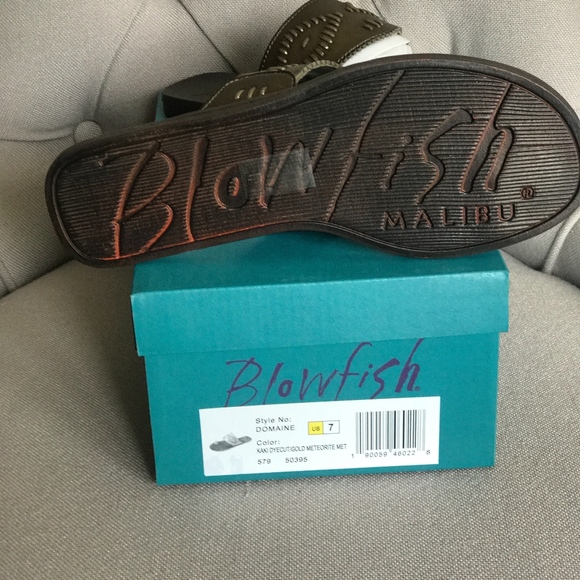 Blowfish
MALIBU ®
Blowfish
Style No:
DOMAINE
US 7
Color:
KAKI DYECUT/GOLD METEORITE MET
579 50395
1 90059 46022 8